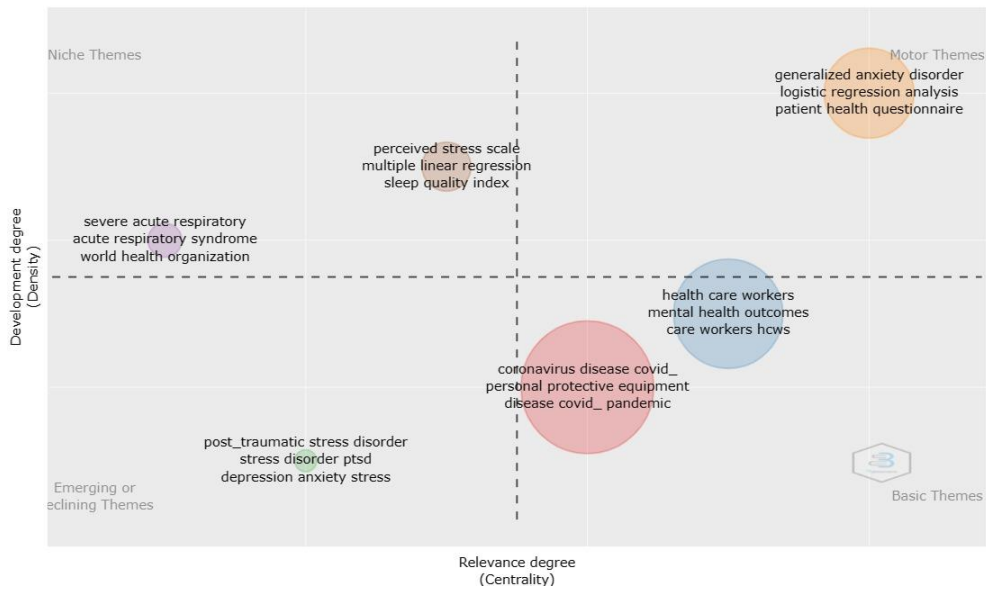 Niche Themes
Motor Themes
generalized anxiety disorder
logistic regression analysis
patient health questionnaire
perceived stress scale
multiple linear regression
sleep quality index
severe acute respiratory
acute respiratory syndrome
world health organization
health care workers
mental health outcomes
care workers hcws
coronavirus disease covid_
personal protective equipment
disease covid_ pandemic
post_traumatic stress disorder
stress disorder ptsd
depression anxiety stress
Emerging or
eclining Themes
Basic Themes
Development degree
(Density)
Relevance degree
(Centrality)